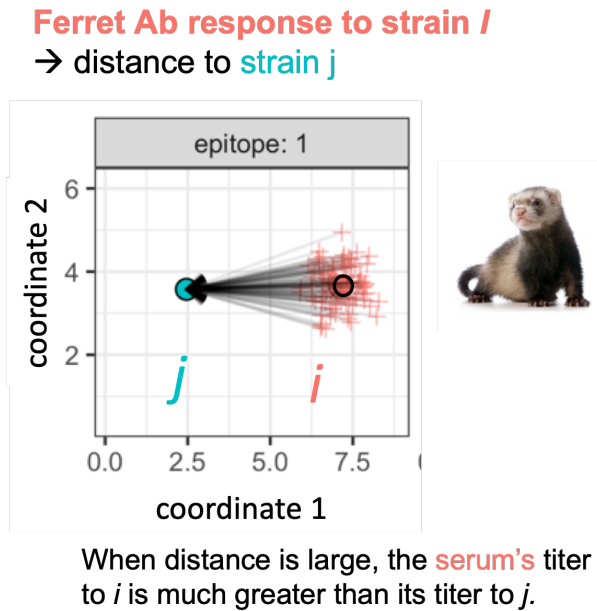 Ferret Ab response to strain I
→ distance to strain j
epitope: 1
coordinate 2
6
4
2
j
i
0.0 2.5 5.0 7.5
coordinate 1
When distance is large, the serum's titer
to i is much greater than its titer to j.